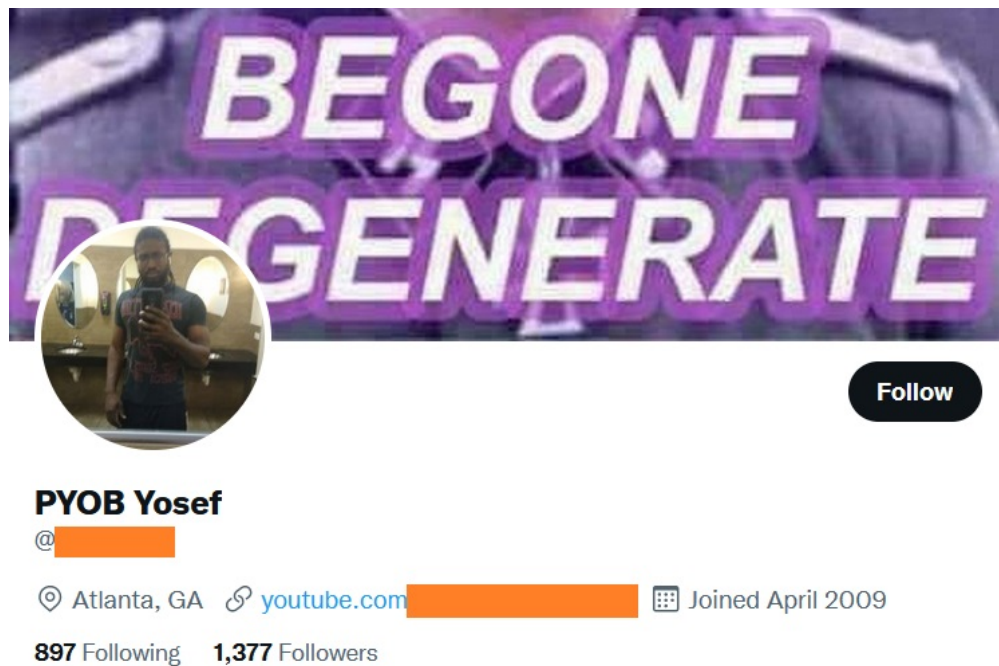 BEGONE
DEGENERATE
Follow
PYOB Yosef
@
Atlanta, GA youtube.com Joined April 2009
897 Following 1,377 Followers